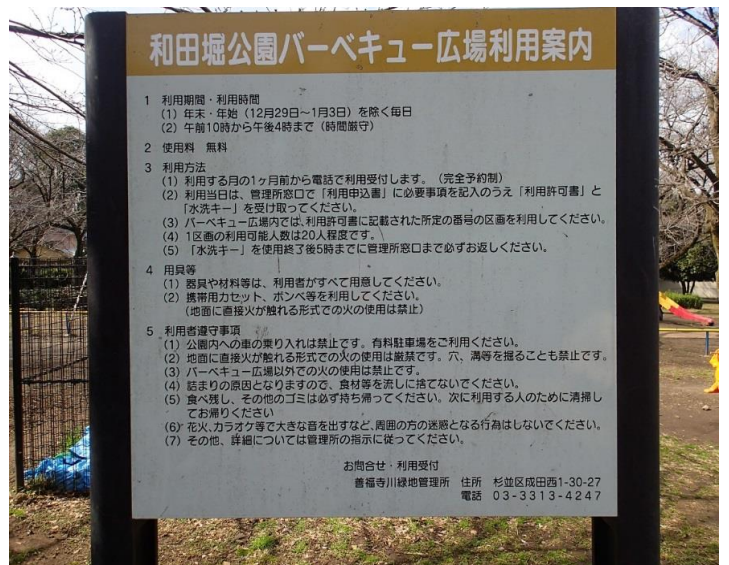 和田堀公園バーベキュー広場利用案内
1 利用期間・利用時間
(1) 年末・年始（12月29日〜1月3日）を除く毎日
(2) 午前10時から午後4時まで（時間厳守）
2 使用料 無料
3 利用方法
(1) 利用する月の1ヶ月前から電話で利用受付します。（完全予約制）
(2) 利用当日は、管理所窓口で「利用申込書」に必要事項を記入のうえ「利用許可書」と
「水洗キー」を受け取ってください。
(3) バーベキュー広場内では、利用許可書に記載された所定の番号の区画を利用してください。
(4) 1区画の利用可能人数は20人程度です。
(5) 「水洗キー」を使用終了後5時までに管理所窓口まで必ずお返しください。
4 用具等
(1) 器具や材料等は、利用者がすべて用意してください。
(2) 携帯用カセット、ボンベ等を利用してください。
（地面に直接火が触れる形式での火の使用は禁止）
5 利用者遵守事項
(1) 公園内への車の乗り入れは禁止です。有料駐車場をご利用ください。
(2) 地面に直接火が触れる形式での火の使用は厳禁です。穴、溝等を掘ることも禁止です。
(3) バーベキュー広場以外での火の使用は禁止です。
(4) 詰まりの原因となりますので、食材等を流しに捨てないでください。
(5) 食べ残し、その他のゴミは必ず持ち帰ってください。次に利用する人のために清掃し
てお帰りください
(6) 花火、カラオケ等で大きな音を出すなど、周囲の方の迷惑となる行為はしないでください。
(7) その他、詳細については管理所の指示に従ってください。
お問合せ・利用受付
善福寺川緑地管理所 住所 杉並区成田西1-30-27
電話 03-3313-4247